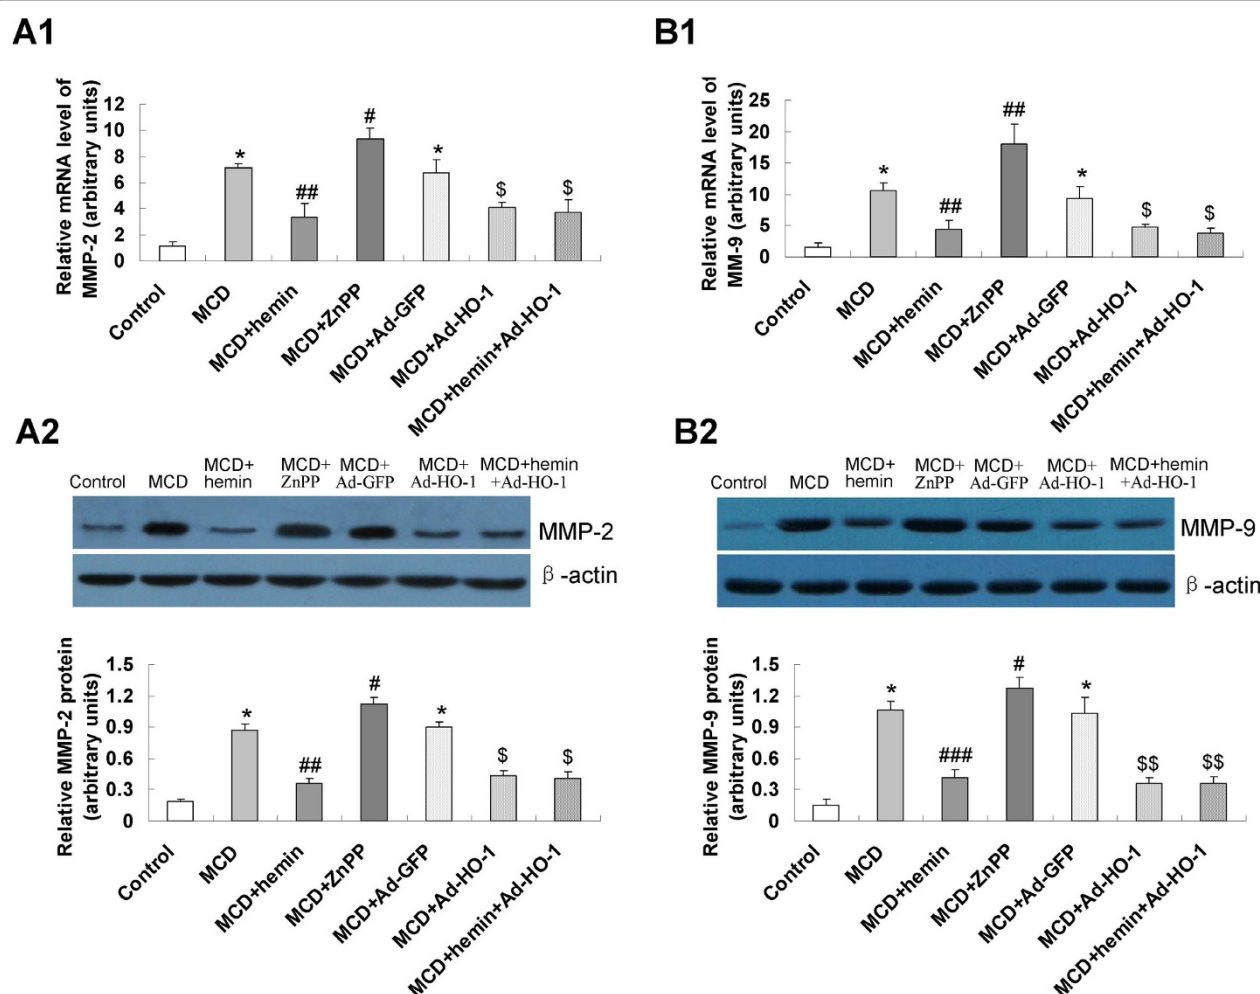 A1
Relative mRNA level of
MMP-2 (arbitrary units)
12
10
8
6
4
2
0
*
##
#
*
$
$
Control
MCD
MCD+hemin
MCD+ZnPP
MCD+Ad-GFP
MCD+Ad-HO-1
MCD+hemin+Ad-HO-1
B1
Relative mRNA level of
MM-9 (arbitrary units)
25
20
15
10
5
0
*
##
##
*
$
$
Control
MCD
MCD+hemin
MCD+ZnPP
MCD+Ad-GFP
MCD+Ad-HO-1
MCD+hemin+Ad-HO-1
A2
Control
MCD
MCD+
hemin
MCD+
ZnPP
MCD+
Ad-GFP
MCD+
Ad-HO-1
MCD+hemin
+Ad-HO-1
MMP-2
β -actin
Relative MMP-2 protein
(arbitrary units)
1.5
1.2
0.9
0.6
0.3
0
*
##
#
*
$
$
Control
MCD
MCD+hemin
MCD+ZnPP
MCD+Ad-GFP
MCD+Ad-HO-1
MCD+hemin+Ad-HO-1
B2
Control
MCD
MCD+
hemin
MCD+
ZnPP
MCD+
Ad-GFP
MCD+
Ad-HO-1
MCD+hemin
+Ad-HO-1
MMP-9
β -actin
Relative MMP-9 protein
(arbitrary units)
1.5
1.2
0.9
0.6
0.3
0
*
###
#
*
$$
$$
Control
MCD
MCD+hemin
MCD+ZnPP
MCD+Ad-GFP
MCD+Ad-HO-1
MCD+hemin+Ad-HO-1